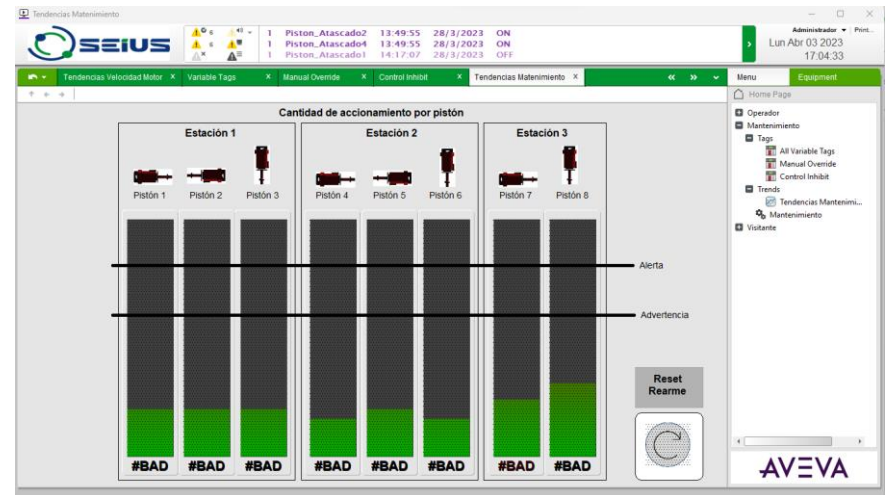 Tendencias Matenimiento
SEIUS
6
6
1 Piston_Atascado2 13:49:55 28/3/2023 ON
1 Piston_Atascado4 13:49:55 28/3/2023 ON
1 Piston_Atascado1 14:17:07 28/3/2023 OFF
Administrador Print...
Lun Abr 03 2023
17:04:33
Tendencias Velocidad Motor X Variable Tags X Manual Override X Control Inhibit X Tendencias Matenimiento X
Menu Equipment
Home Page
Cantidad de accionamiento por pistón
Estación 1 Estación 2 Estación 3
Pistón 1 Pistón 2 Pistón 3 Pistón 4 Pistón 5 Pistón 6 Pistón 7 Pistón 8
Alerta
Advertencia
Reset
Rearme
#BAD #BAD #BAD #BAD #BAD #BAD #BAD #BAD
Operador
Mantenimiento
Tags
All Variable Tags
Manual Override
Control Inhibit
Trends
Tendencias Mantenimi...
Mantenimiento
Visitante
AVEVA